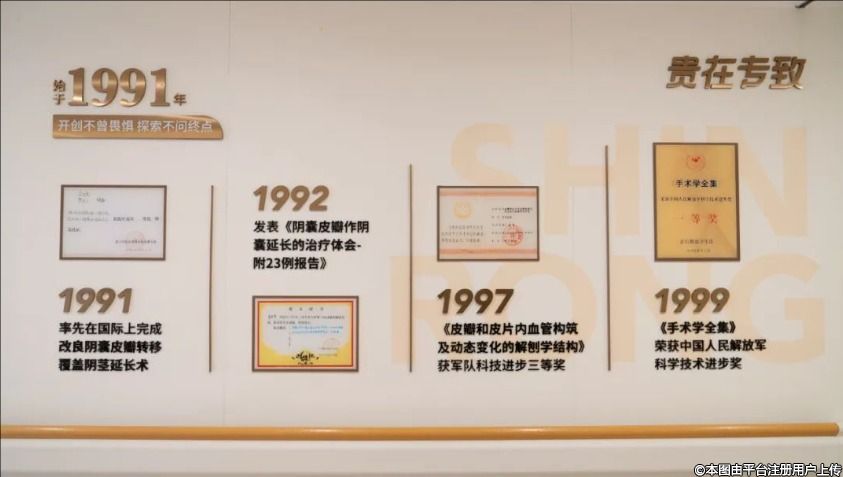 始于1991年
开创不曾畏惧 探索不问终点
贵在专致
SHIN
RONG
1991
率先在国际上完成
改良阴囊皮瓣转移
覆盖阴茎延长术
1992
发表《阴囊皮瓣作阴
囊延长的治疗体会-
附23例报告》
1997
《皮瓣和皮片内血管构筑
及动态变化的解剖学结构》
获军队科技进步三等奖
手术学全集
一等奖
1999
《手术学全集》
荣获中国人民解放军
科学技术进步奖
©本图由平台注册用户上传